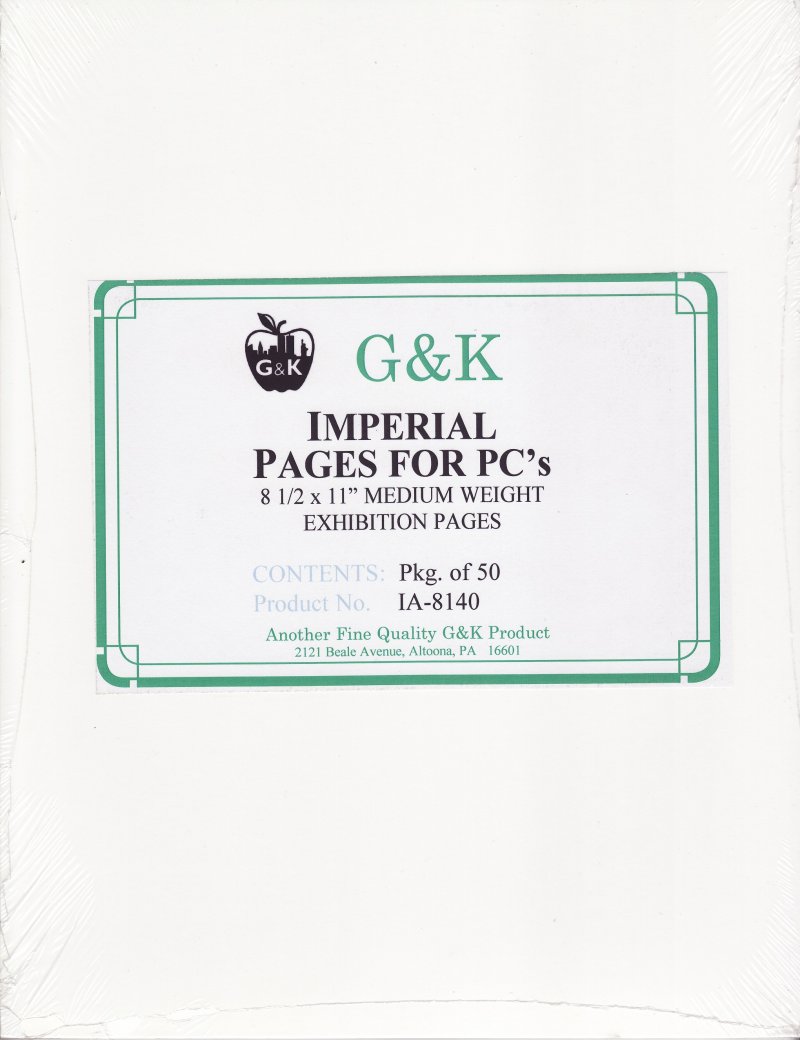 G&K
G&K
IMPERIAL
PAGES FOR PC's
8 1/2 x 11" MEDIUM WEIGHT
EXHIBITION PAGES
CONTENTS: Pkg. of 50
Product No. IA-8140
Another Fine Quality G&K Product
2121 Beale Avenue, Altoona, PA 16601